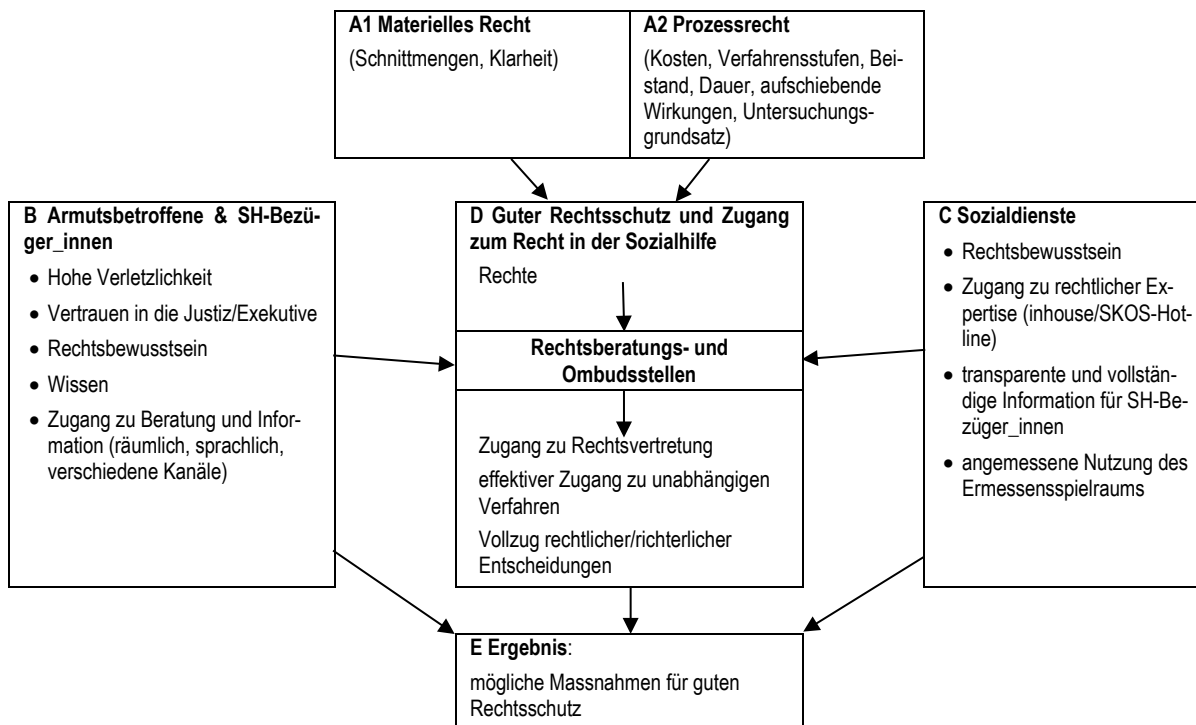 A1 Materielles Recht
(Schnittmengen, Klarheit)
A2 Prozessrecht
(Kosten, Verfahrensstufen, Bei-
stand, Dauer, aufschiebende
Wirkungen, Untersuchungs-
grundsatz)
B Armutsbetroffene & SH-Bezü-
ger_innen
• Hohe Verletzlichkeit
• Vertrauen in die Justiz/Exekutive
• Rechtsbewusstsein
• Wissen
• Zugang zu Beratung und Infor-
mation (räumlich, sprachlich,
verschiedene Kanäle)
D Guter Rechtsschutz und Zugang
zum Recht in der Sozialhilfe
Rechte
Rechtsberatungs- und
Ombudsstellen
Zugang zu Rechtsvertretung
effektiver Zugang zu unabhängigen
Verfahren
Vollzug rechtlicher/richterlicher
Entscheidungen
C Sozialdienste
• Rechtsbewusstsein
• Zugang zu rechtlicher Ex-
pertise (inhouse/SKOS-Hot-
line)
• transparente und vollstän-
dige Information für SH-Be-
züger_innen
• angemessene Nutzung des
Ermessensspielraums
E Ergebnis:
mögliche Massnahmen für guten
Rechtsschutz